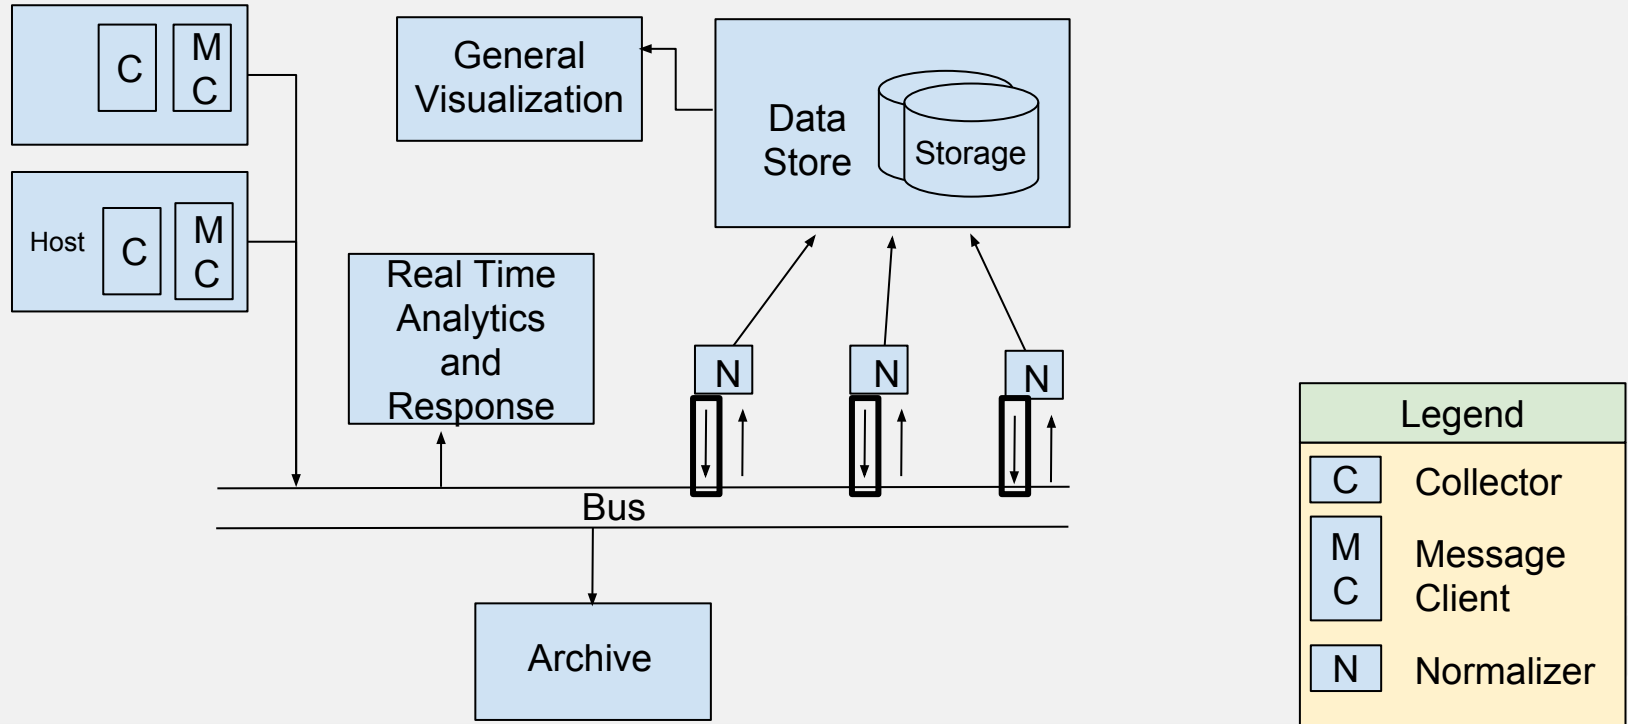 C
M
C
General
Visualization
Data
Store
Storage
Host
C
M
C
Real Time
Analytics
and
Response
N
N
N
Bus
Archive
Legend
C
Collector
M
C
Message
Client
N
Normalizer